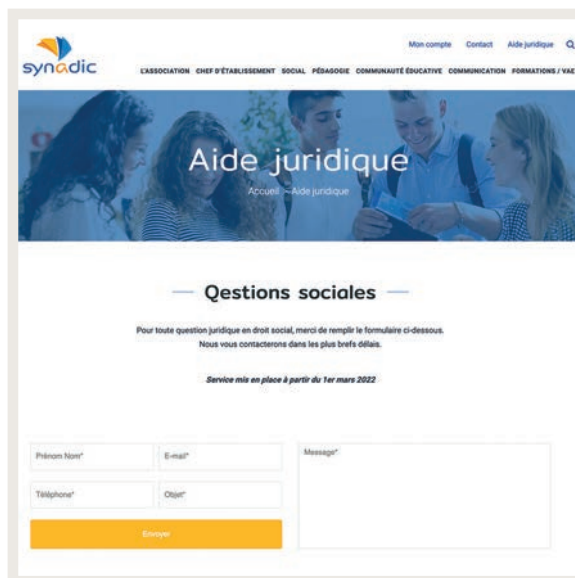 synadic
Mon compte Contact Aide juridique
L'ASSOCIATION CHEF D'ÉTABLISSEMENT SOCIAL PÉDAGOGIE COMMUNAUTÉ ÉDUCATIVE COMMUNICATION FORMATIONS / VAE
Aide juridique
Accueil - Aide juridique
Qestions sociales
Pour toute question juridique en droit social, merci de remplir le formulaire ci-dessous.
Nous vous contacterons dans les plus brefs délais.
Service mis en place à partir du 1er mars 2022
Prénom Nom*
E-mail*
Message*
Téléphone*
Objet*
Envoyer